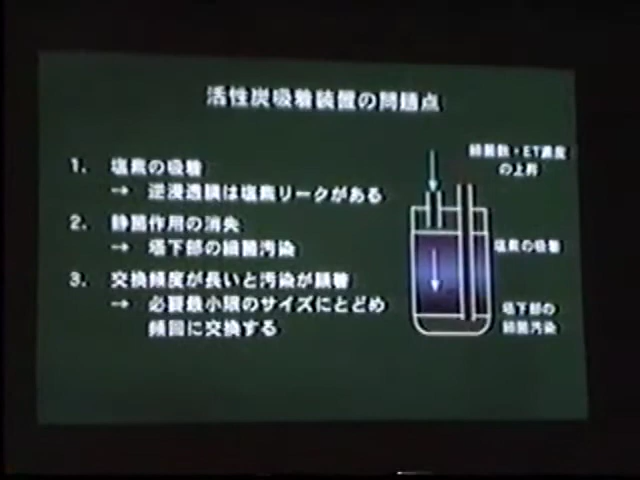 活性炭吸着装置の問題点
1. 塩素の吸着
→ 逆浸透膜は塩素リークがある
2. 静菌作用の消失
→ 塔下部の細菌汚染
3. 交換頻度が長いと汚染が顕著
→ 必要最小限のサイズにとどめ
頻回に交換する
細菌数・ET濃度
の上昇
塩素の吸着
塔下部の
細菌汚染